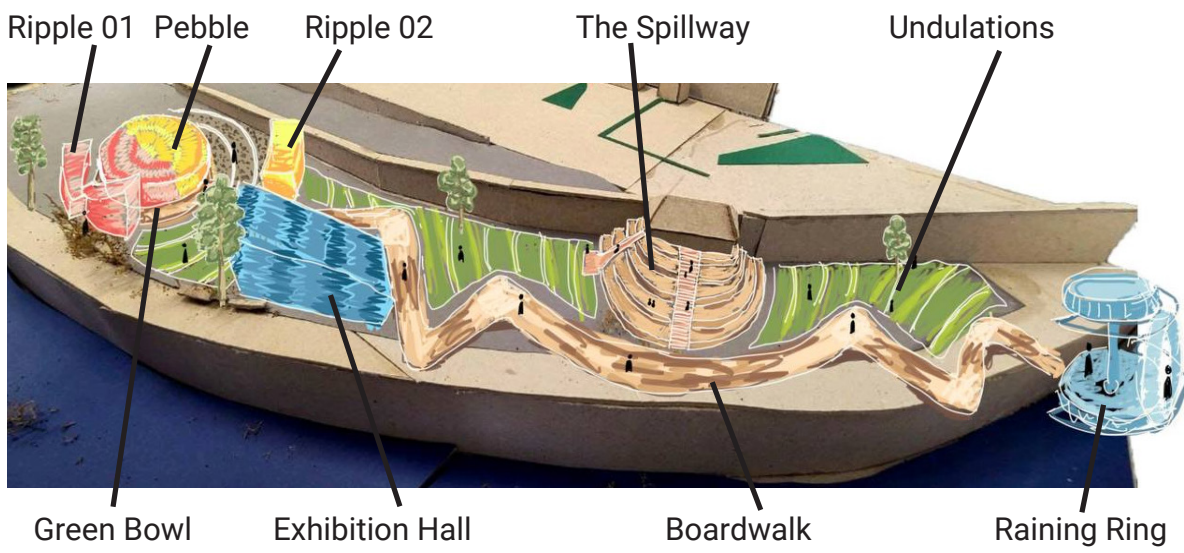 Ripple 01 Pebble Ripple 02 The Spillway Undulations
Green Bowl Exhibition Hall Boardwalk Raining Ring